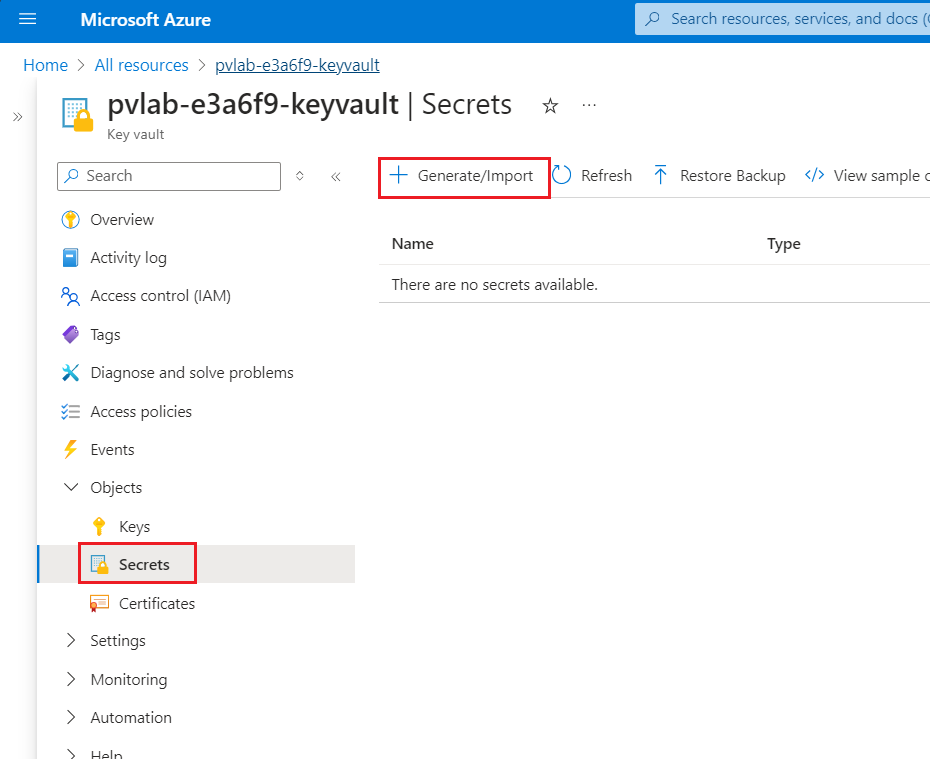 Microsoft Azure
Search resources, services, and docs (
Home > All resources > pvlab-e3a6f9-keyvault
pvlab-e3a6f9-keyvault | Secrets
Key vault
Search
Generate/Import Refresh Restore Backup View sample
Overview
Activity log
Access control (IAM)
Tags
Diagnose and solve problems
Access policies
Events
Objects
Keys
Secrets
Certificates
Settings
Monitoring
Automation
Help
Name Type
There are no secrets available.